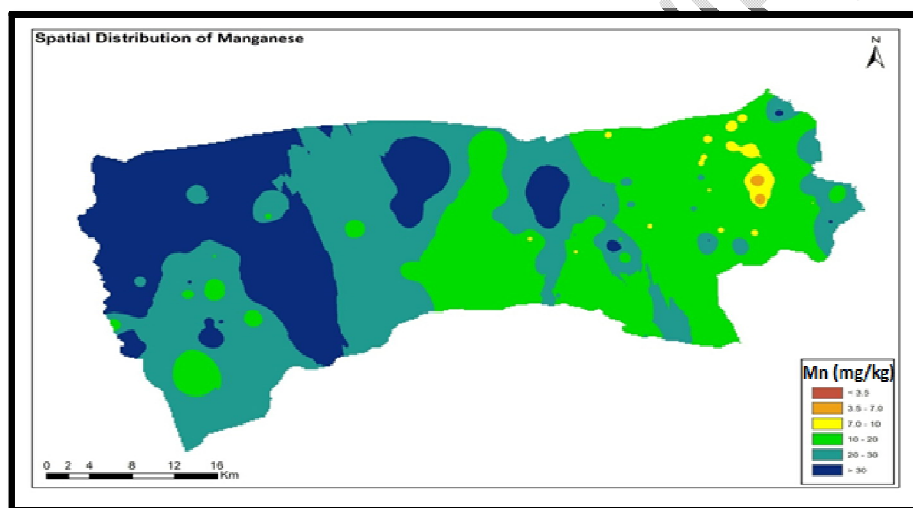 Spatial Distribution of Manganese
N
Mn (mg/kg)
< 3.5
3.5 - 7.0
7.0 - 10
10 - 20
20 - 30
> 30
0 2 4 8 12 16
Km